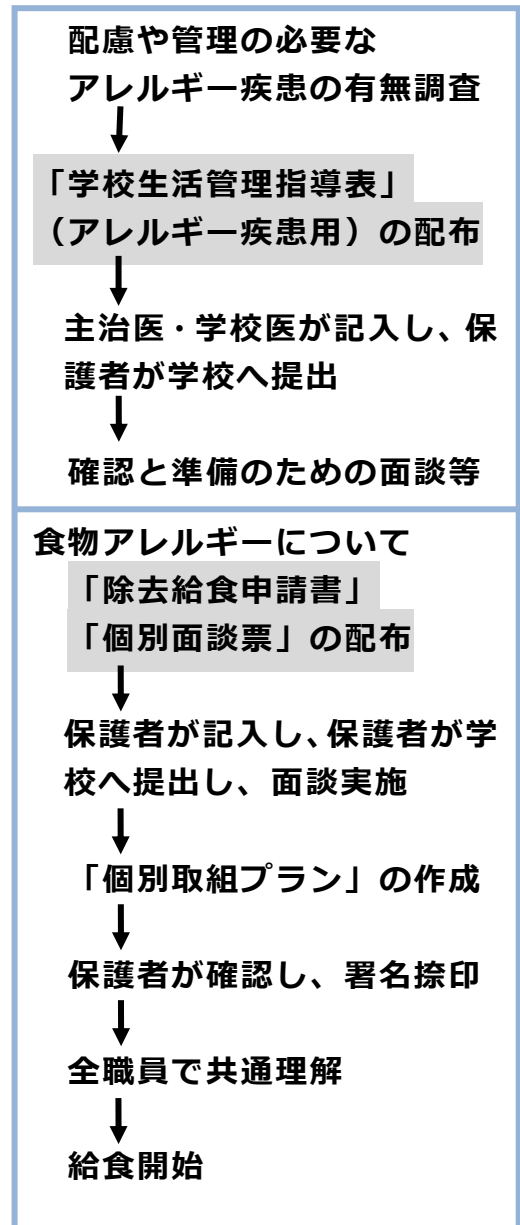 配慮や管理の必要な
アレルギー疾患の有無調査
「学校生活管理指導表」
（アレルギー疾患用）の配布
主治医・学校医が記入し、保
護者が学校へ提出
確認と準備のための面談等
食物アレルギーについて
「除去給食申請書」
「個別面談票」の配布
保護者が記入し、保護者が学
校へ提出し、面談実施
「個別取組プラン」の作成
保護者が確認し、署名捺印
全職員で共通理解
給食開始